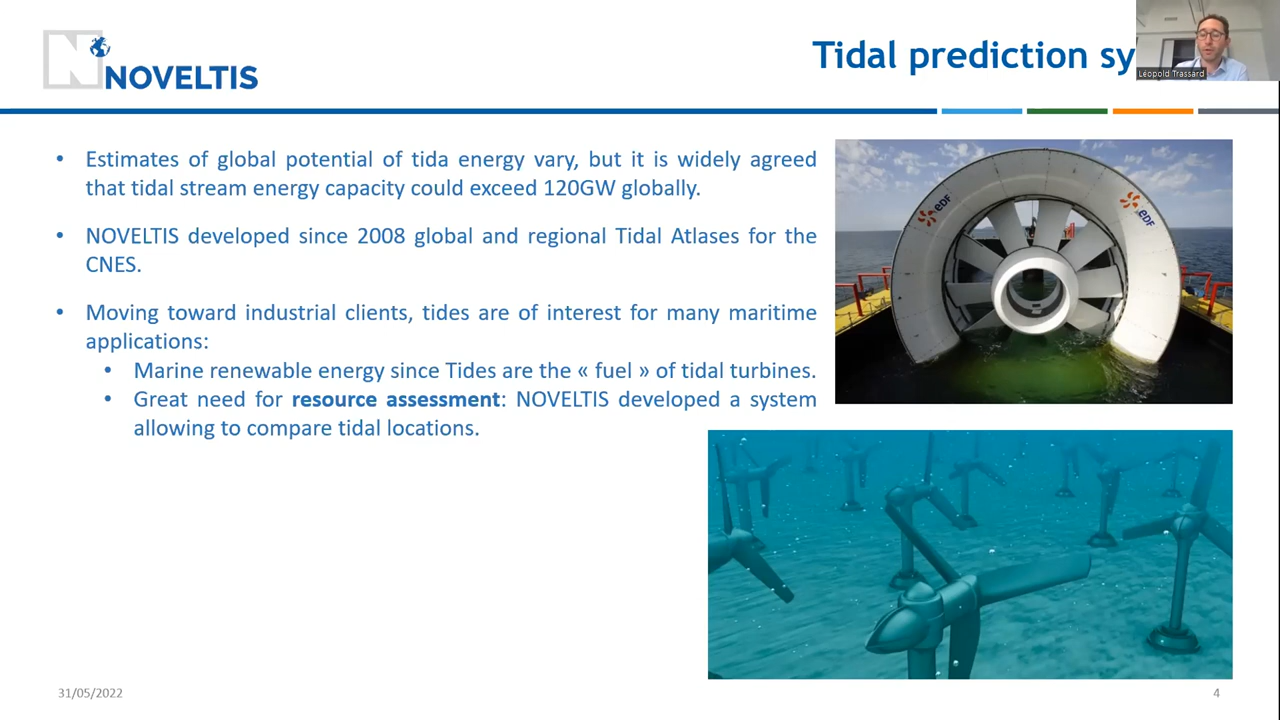 NOVELTIS
Tidal prediction sy
Léopold Trassard
• Estimates of global potential of tida energy vary, but it is widely agreed
that tidal stream energy capacity could exceed 120GW globally.
• NOVELTIS developed since 2008 global and regional Tidal Atlases for the
CNES.
• Moving toward industrial clients, tides are of interest for many maritime
applications:
• Marine renewable energy since Tides are the « fuel » of tidal turbines.
• Great need for resource assessment: NOVELTIS developed a system
allowing to compare tidal locations.
EDF
EDF
31/05/2022
4